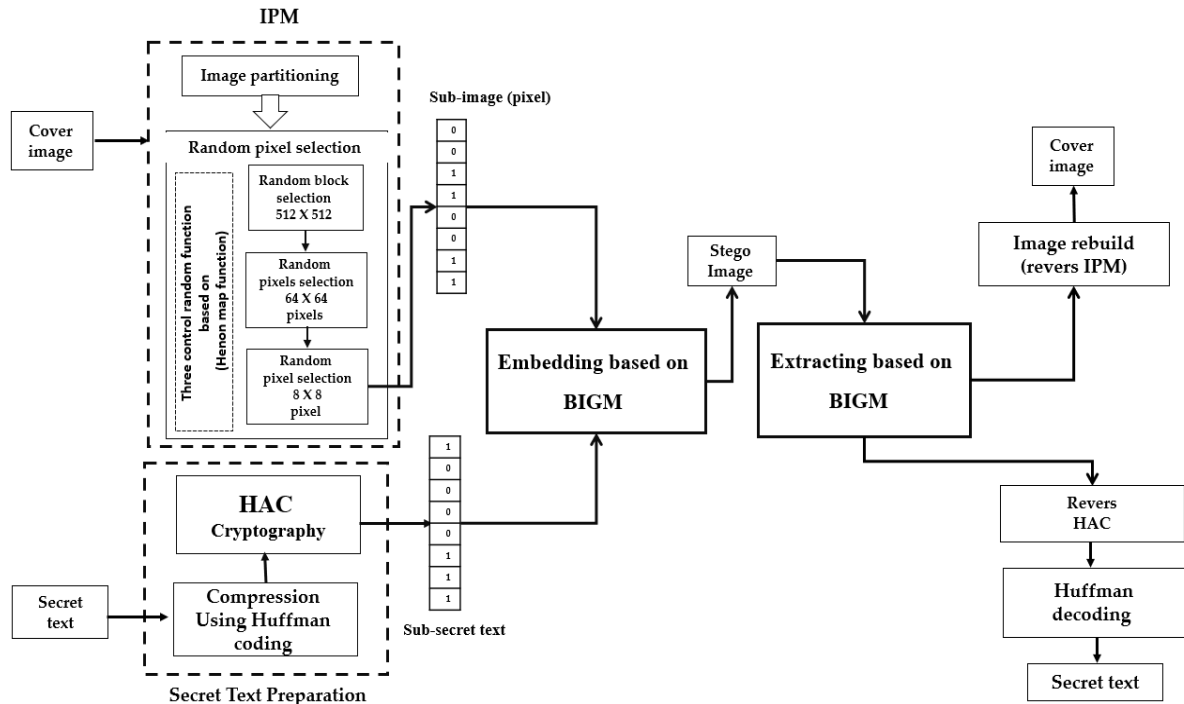 IPM
Image partitioning
Cover
image
Random pixel selection
Three control random function
based on
(Henon map function)
Random block
selection
512 X 512
Random
pixels selection
64 X 64
pixels
Random
pixel selection
8 X 8
pixel
Sub-image (pixel)
0
0
1
1
0
0
1
1
Embedding based on
BIGM
Stego
Image
Extracting based on
BIGM
Cover
image
Image rebuild
(revers IPM)
HAC
Cryptography
Compression
Using Huffman
coding
Secret
text
Secret Text Preparation
1
0
0
0
0
1
1
1
Sub-secret text
Revers
HAC
Huffman
decoding
Secret text